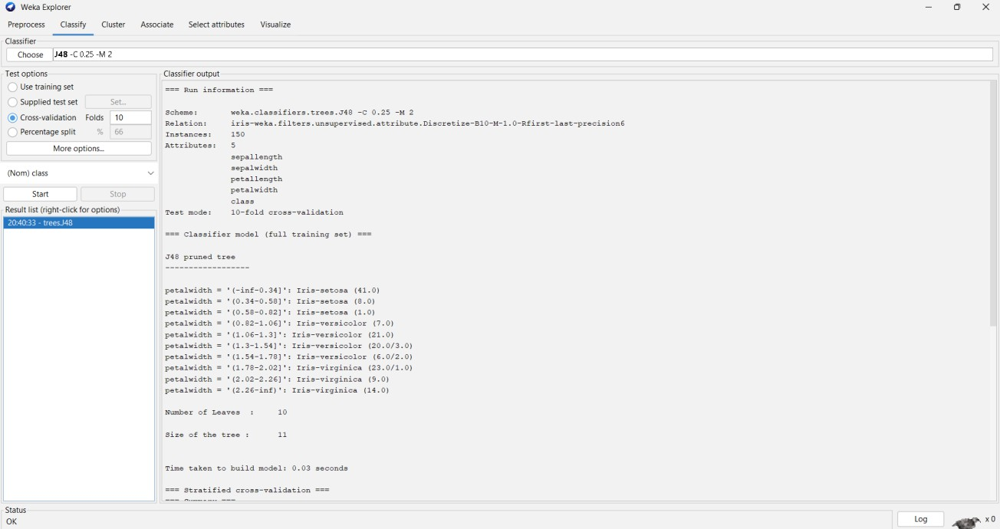 Weka Explorer
Preprocess Classify Cluster Associate Select attributes Visualize
Classifier
Choose J48 -C 0.25 -M 2
Test options
Use training set
Supplied test set Set...
Cross-validation Folds 10
Percentage split % 66
More options...
(Nom) class
Start Stop
Result list (right-click for options)
20:40:33 - trees.J48
Classifier output
=== Run information ===
Scheme: weka.classifiers.trees.J48 -C 0.25 -M 2
Relation: iris-weka.filters.unsupervised.attribute.Discretize-B10-M-1.0-Rfirst-last-precision6
Instances: 150
Attributes: 5
sepallength
sepalwidth
petallength
petalwidth
class
Test mode: 10-fold cross-validation
=== Classifier model (full training set) ===
J48 pruned tree
------------------
petalwidth = '(-inf-0.34]': Iris-setosa (41.0)
petalwidth = '(0.34-0.58]': Iris-setosa (8.0)
petalwidth = '(0.58-0.82]': Iris-setosa (1.0)
petalwidth = '(0.82-1.06]': Iris-versicolor (7.0)
petalwidth = '(1.06-1.3]': Iris-versicolor (21.0)
petalwidth = '(1.3-1.54]': Iris-versicolor (20.0/3.0)
petalwidth = '(1.54-1.78]': Iris-versicolor (6.0/2.0)
petalwidth = '(1.78-2.02]': Iris-virginica (23.0/1.0)
petalwidth = '(2.02-2.26]': Iris-virginica (9.0)
petalwidth = '(2.26-inf)': Iris-virginica (14.0)
Number of Leaves : 10
Size of the tree : 11
Time taken to build model: 0.03 seconds
=== Stratified cross-validation ===
=== Summary ===
Status
OK
Log x 0